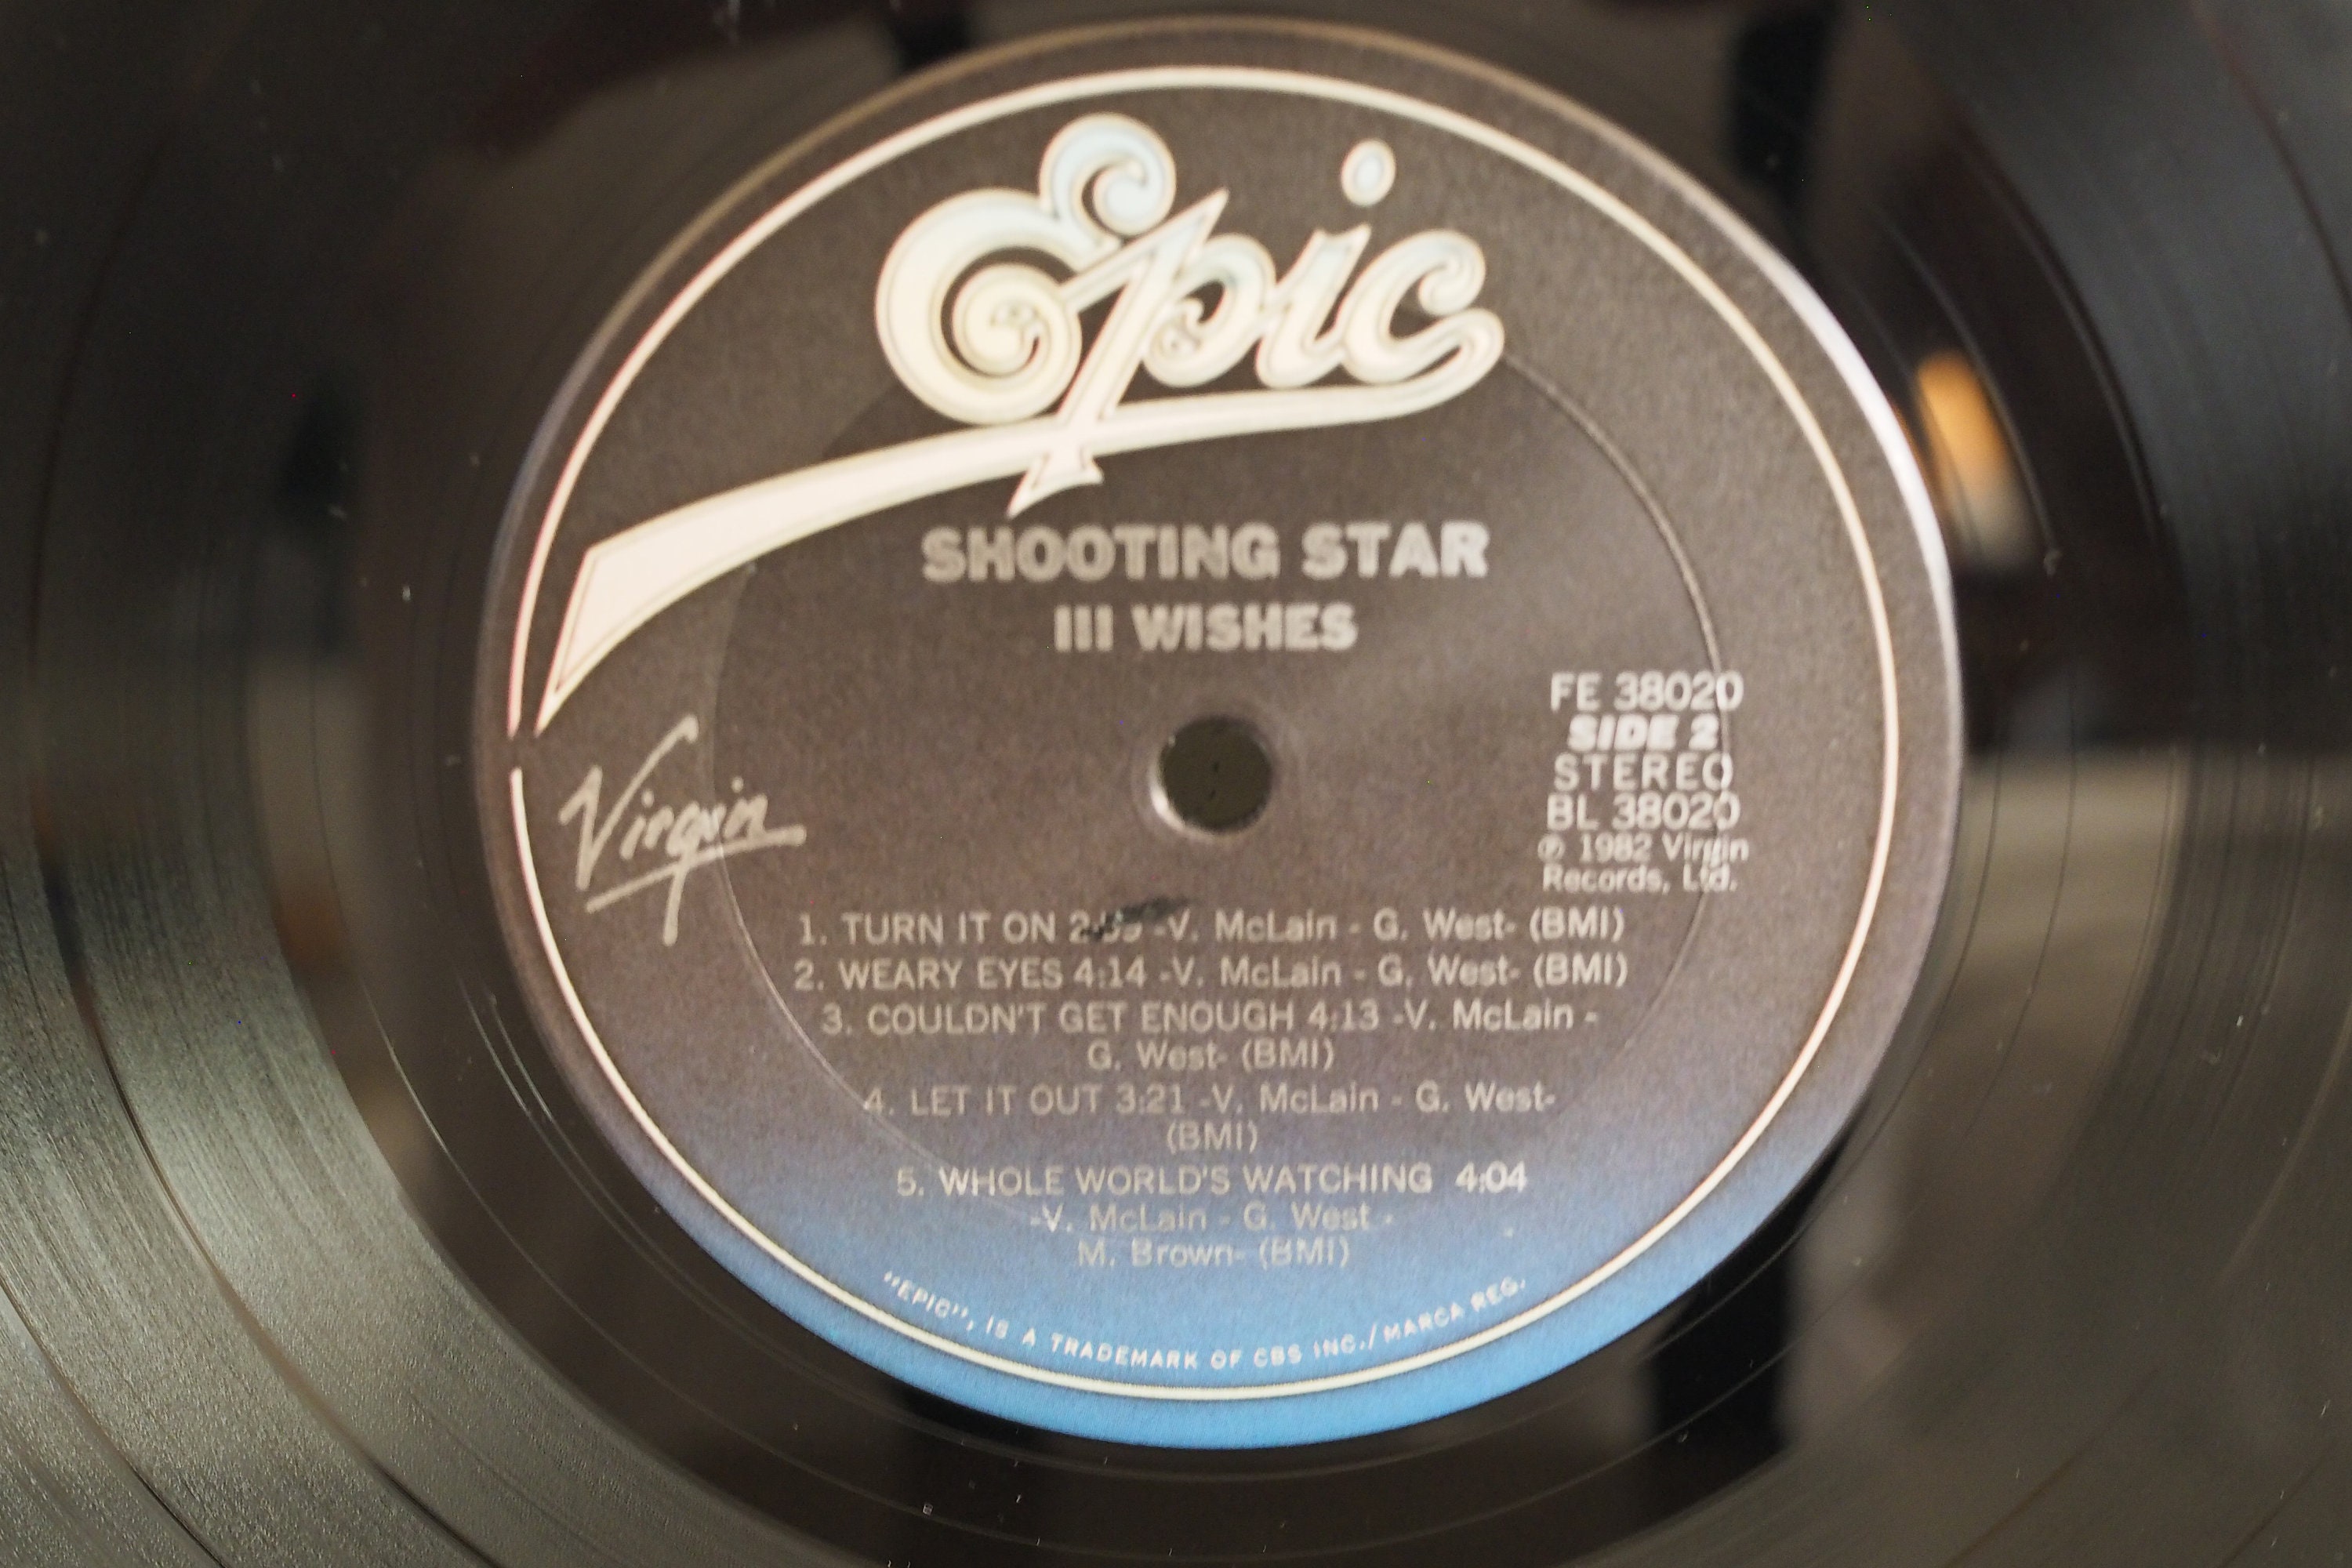 Epic
SHOOTING STAR
III WISHES
FE 38020
SIDE 2
STEREO
BL 38020
℗ 1982 Virgin
Records, Ltd.
Virgin
1. TURN IT ON -V. McLain - G. West- (BMI)
2. WEARY EYES 4:14 -V. McLain - G. West- (BMI)
3. COULDN'T GET ENOUGH 4:13 -V. McLain -
G. West- (BMI)
4. LET IT OUT 3:21 -V. McLain - G. West-
(BMI)
5. WHOLE WORLD'S WATCHING 4:04
-V. McLain - G. West -
M. Brown- (BMI)
"EPIC", IS A TRADEMARK OF CBS INC./MARCA REG.